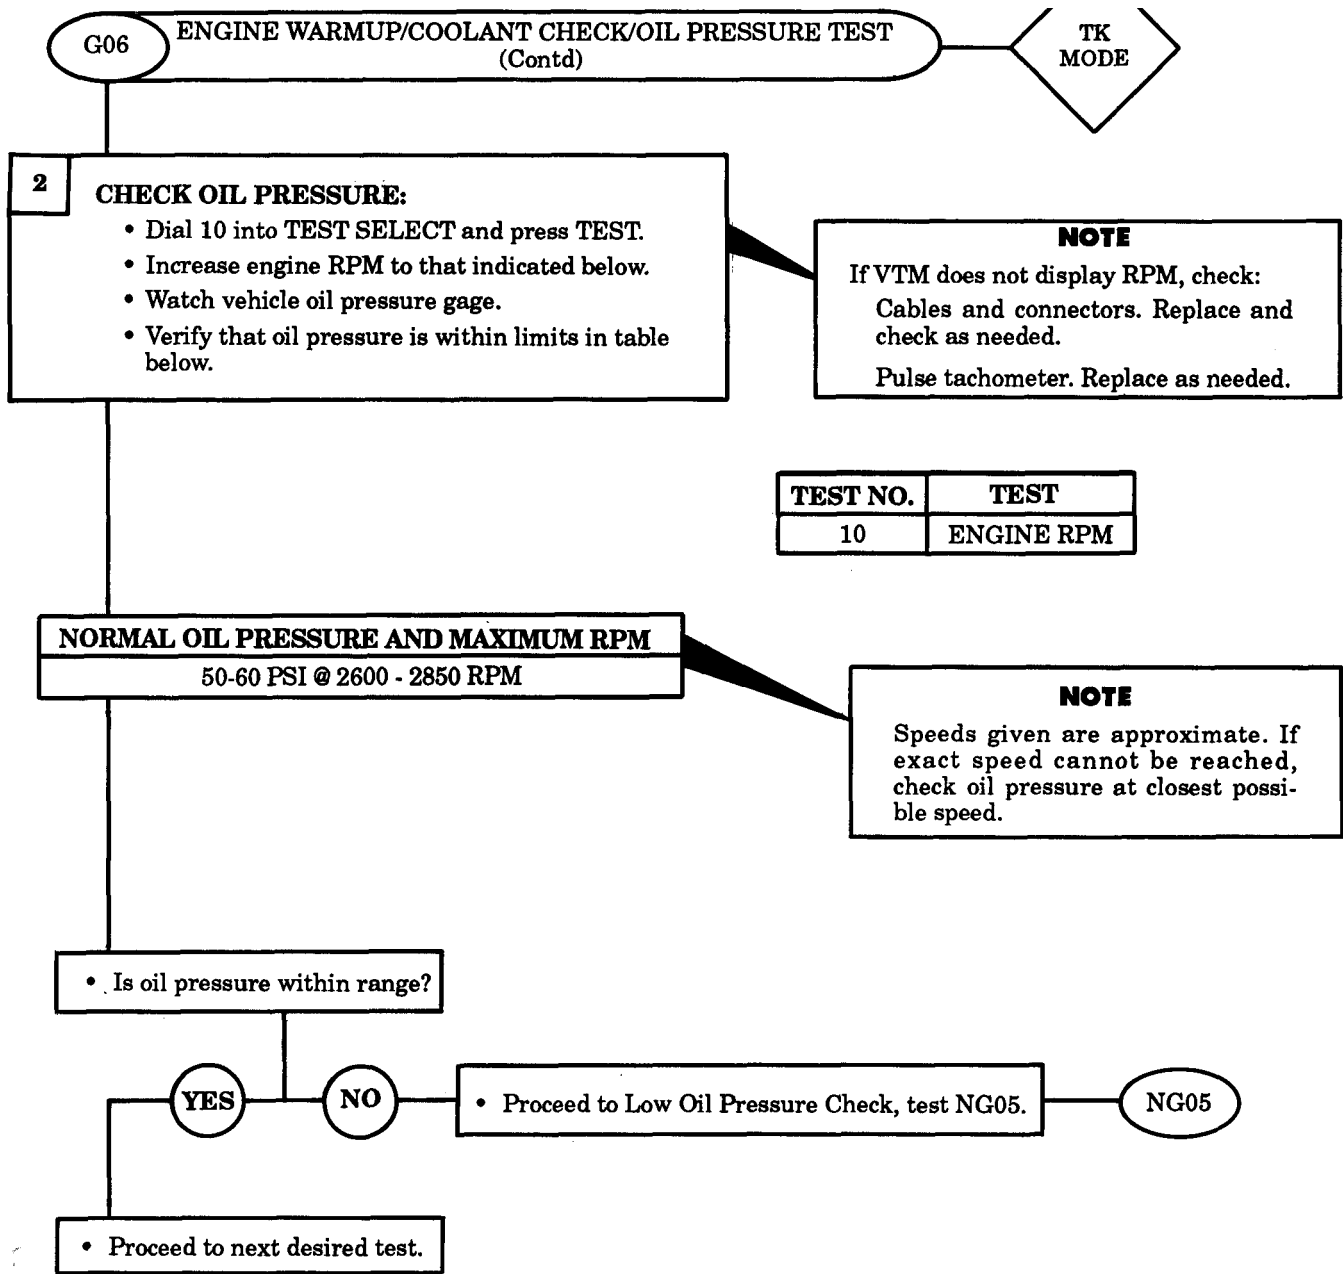 G06
ENGINE WARMUP/COOLANT CHECK/OIL PRESSURE TEST
(Contd)
TK
MODE
2
CHECK OIL PRESSURE:
• Dial 10 into TEST SELECT and press TEST.
• Increase engine RPM to that indicated below.
• Watch vehicle oil pressure gage.
• Verify that oil pressure is within limits in table
below.
NOTE
If VTM does not display RPM, check:
Cables and connectors. Replace and
check as needed.
Pulse tachometer. Replace as needed.
TEST NO. TEST
10 ENGINE RPM
NORMAL OIL PRESSURE AND MAXIMUM RPM
50-60 PSI @ 2600 - 2850 RPM
NOTE
Speeds given are approximate. If
exact speed cannot be reached,
check oil pressure at closest possi-
ble speed.
• Is oil pressure within range?
YES
NO
• Proceed to Low Oil Pressure Check, test NG05.
NG05
• Proceed to next desired test.